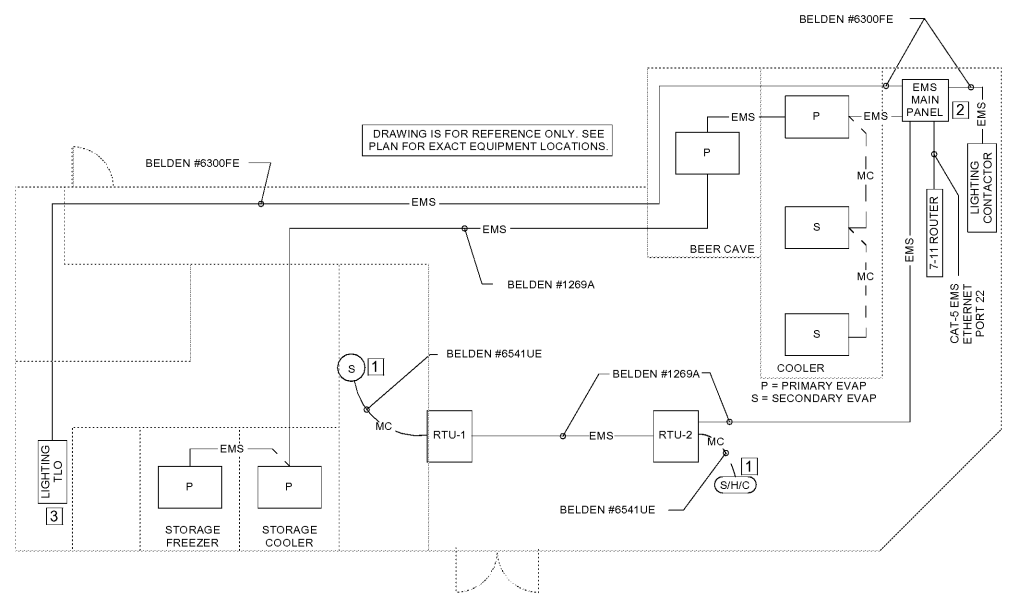 BELDEN #6300FE
EMS
MAIN
PANEL
2
EMS
LIGHTING
CONTACTOR
DRAWING IS FOR REFERENCE ONLY. SEE
PLAN FOR EXACT EQUIPMENT LOCATIONS.
EMS
P
EMS
P
BELDEN #6300FE
MC
EMS
EMS
S
BEER CAVE
7-11 ROUTER
EMS
MC
BELDEN #1269A
CAT-5 EMS
ETHERNET
PORT 22
S
COOLER
P = PRIMARY EVAP
S = SECONDARY EVAP
BELDEN #6541UE
S
1
BELDEN #1269A
MC
RTU-1
EMS
RTU-2
MC
1
S/H/C
BELDEN #6541UE
LIGHTING
TLO
3
EMS
P
P
STORAGE
FREEZER
STORAGE
COOLER